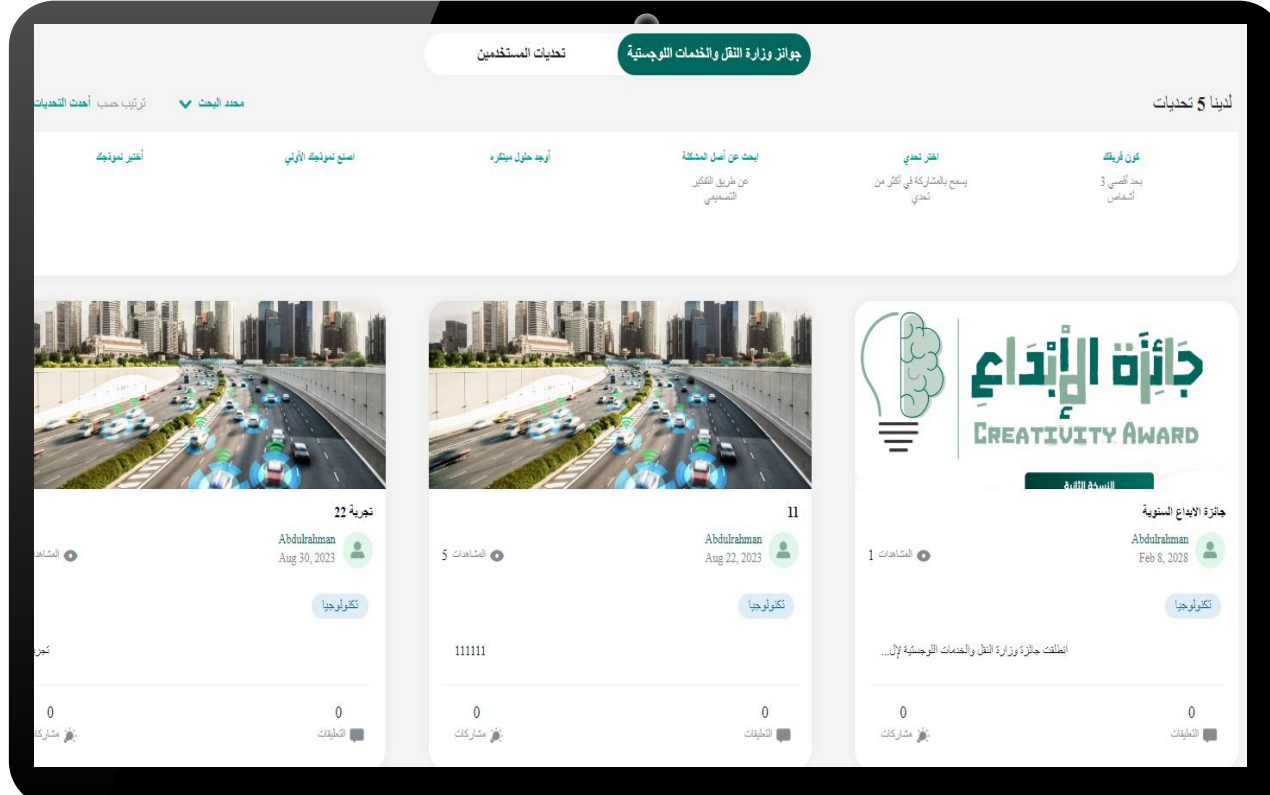 جوائز وزارة النقل والخدمات اللوجستية
تحديات المستخدمين
لدينا 5 تحديات
محدد البحث
ترتيب حسب أحدث التحديات
كون فريقك
بحد أقصى 3
أشخاص
اختر تحدي
يسمح بالمشاركة في أكثر من
تحدي
ابحث عن أصل المشكلة
عن طريق التفكير
التصميمي
أوجد حلول مبتكره
اصنع نموذجك الأولي
أختبر نموذجك
جَائِزَة الإِبْدَاعِ
CREATIVITY AWARD
النسخة الثانية
جائزة الابداع السنوية
Abdulrahman
Feb 8, 2028
المشاهدات 1
تكنولوجيا
انطلقت جائزة وزارة النقل والخدمات اللوجستية لإل...
0
التعليقات
0
مشاركات
11
Abdulrahman
Aug 22, 2023
المشاهدات 5
تكنولوجيا
111111
0
التعليقات
0
مشاركات
تجربة 22
Abdulrahman
Aug 30, 2023
تكنولوجيا
0
التعليقات
0